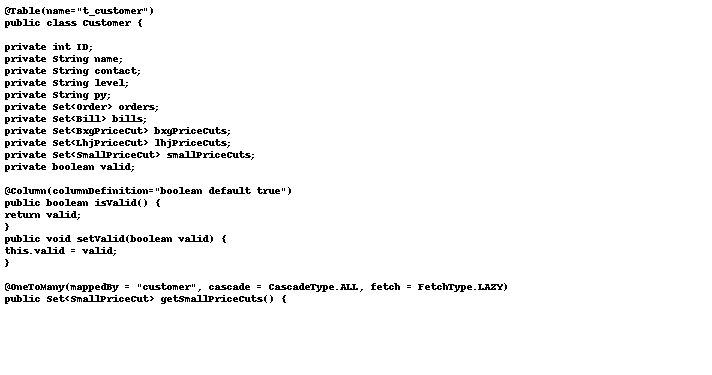 @Table(name="t_customer")
public class Customer {
private int ID;
private String name;
private String contact;
private String level;
private String py;
private Set<Order> orders;
private Set<Bill> bills;
private Set<BxgPriceCut> bxgPriceCuts;
private Set<LhjPriceCut> lhjPriceCuts;
private Set<SmallPriceCut> smallPriceCuts;
private boolean valid;
@Column(columnDefinition="boolean default true")
public boolean isValid() {
return valid;
}
public void setValid(boolean valid) {
this.valid = valid;
}
@OneToMany(mappedBy = "customer", cascade = CascadeType.ALL, fetch = FetchType.LAZY)
public Set<SmallPriceCut> getSmallPriceCuts() {